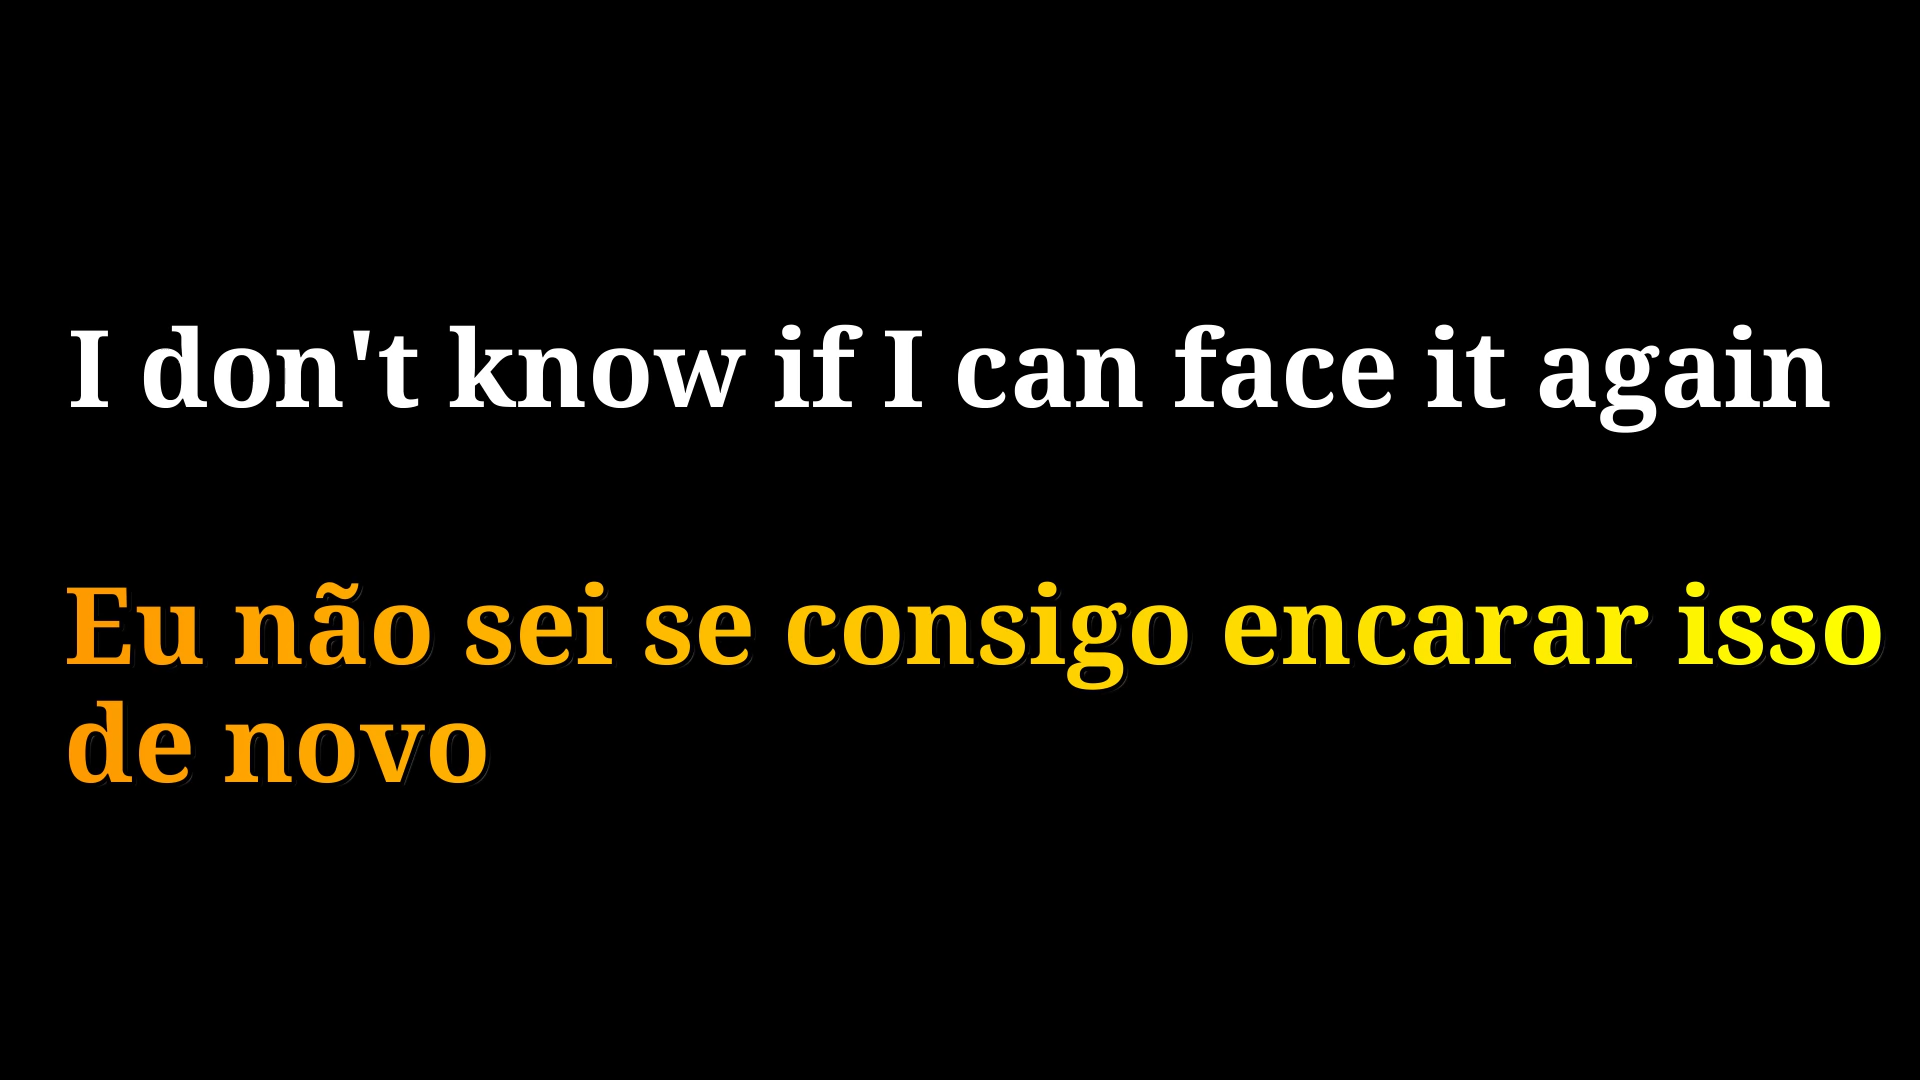 I don't know if I can face it again
Eu não sei se consigo encarar isso
de novo